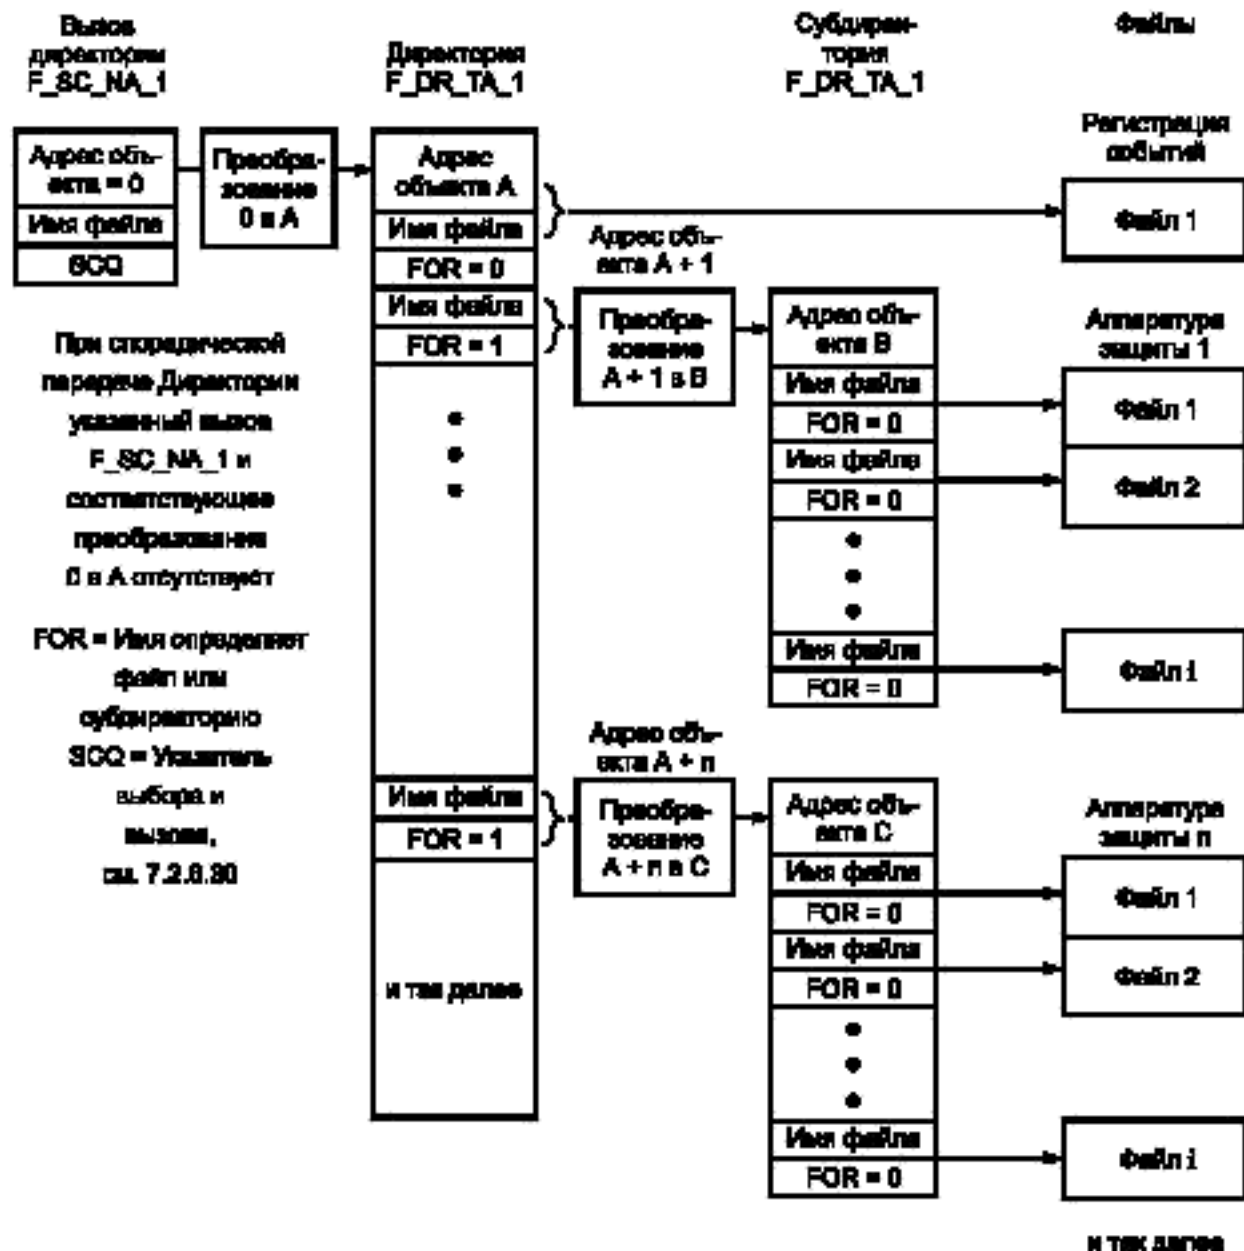 Вызов
директории
F_SC_NA_1
Адрес объ-
екта = 0
Имя файла
SCQ
Преобра-
зование
0 в А
При спорадической
передаче Директории
указанный вызов
F_SC_NA_1 и
соответствующее
преобразование
0 в А отсутствуют
FOR = Имя определяет
файл или
субдиректорию
SCQ = Указатель
выбора и
вызова,
см. 7.2.6.30
Директория
F_DR_TA_1
Адрес
объекта А
Имя файла
FOR = 0
Имя файла
FOR = 1
Имя файла
FOR = 1
и так далее
Адрес объ-
екта А + 1
Преобра-
зование
А + 1 в В
Адрес объ-
екта А + n
Преобра-
зование
А + n в С
Субдирек-
тория
F_DR_TA_1
Адрес объ-
екта В
Имя файла
FOR = 0
Имя файла
FOR = 0
Имя файла
FOR = 0
Адрес объ-
екта С
Имя файла
FOR = 0
Имя файла
FOR = 0
Имя файла
FOR = 0
Файлы
Регистрация
событий
Файл 1
Аппаратура
защиты 1
Файл 1
Файл 2
Файл i
Аппаратура
защиты n
Файл 1
Файл 2
Файл i
и так далее